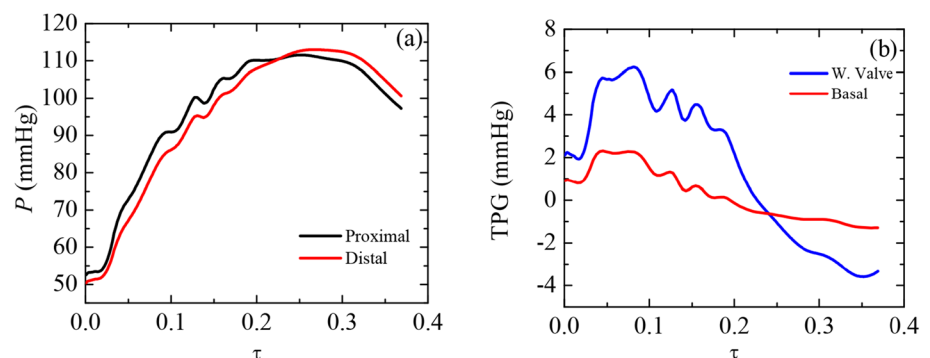 120
110
100
90
80
70
60
50
P (mmHg)
(a)
Proximal
Distal
0.0 0.1 0.2 0.3 0.4
τ
8
6
4
2
0
-2
-4
TPG (mmHg)
(b)
W. Valve
Basal
0.0 0.1 0.2 0.3 0.4
τ